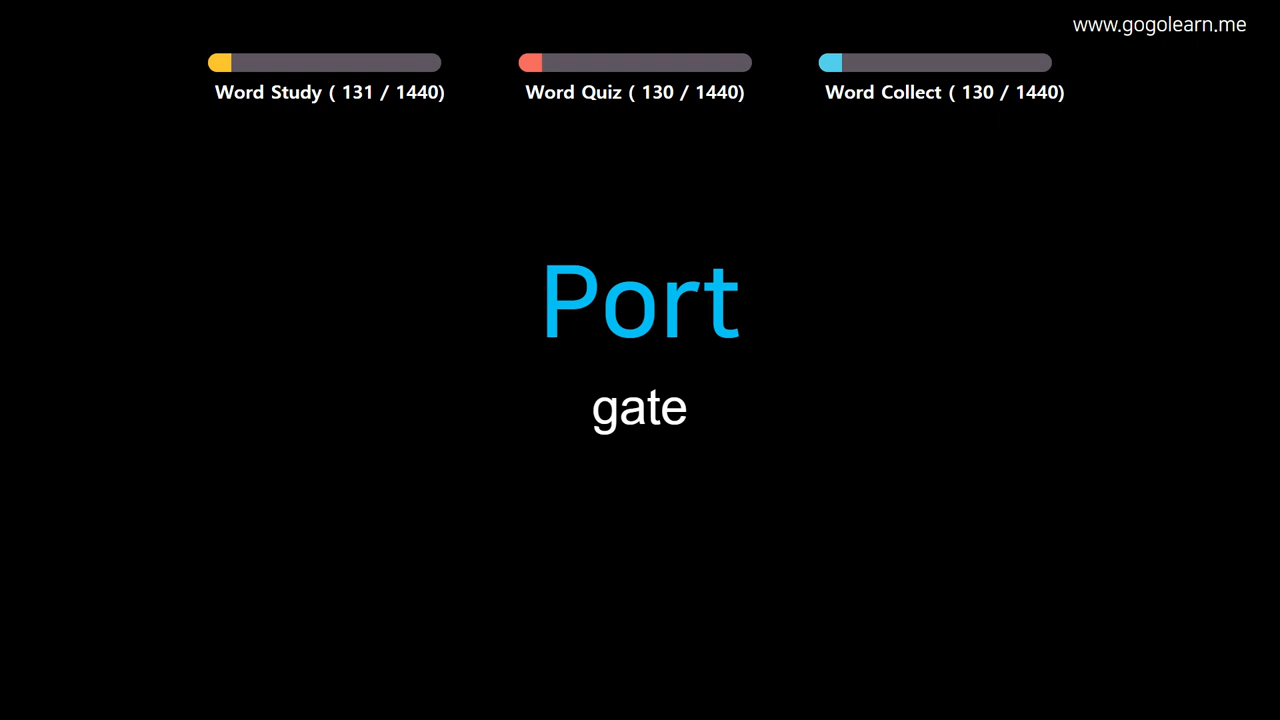 www.gogolearn.me
Word Study ( 131 / 1440)
Word Quiz ( 130 / 1440)
Word Collect ( 130 / 1440)
Port
gate